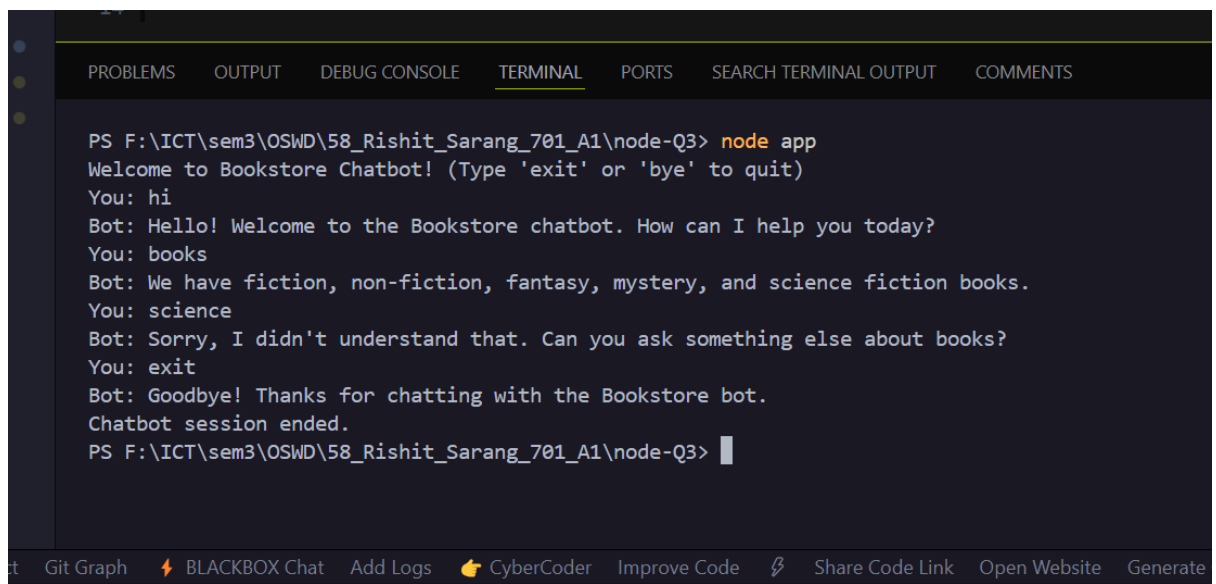 14
PROBLEMS OUTPUT DEBUG CONSOLE TERMINAL PORTS SEARCH TERMINAL OUTPUT COMMENTS
PS F:\ICT\sem3\OSWD\58_Rishit_Sarang_701_A1\node-Q3> node app
Welcome to Bookstore Chatbot! (Type 'exit' or 'bye' to quit)
You: hi
Bot: Hello! Welcome to the Bookstore chatbot. How can I help you today?
You: books
Bot: We have fiction, non-fiction, fantasy, mystery, and science fiction books.
You: science
Bot: Sorry, I didn't understand that. Can you ask something else about books?
You: exit
Bot: Goodbye! Thanks for chatting with the Bookstore bot.
Chatbot session ended.
PS F:\ICT\sem3\OSWD\58_Rishit_Sarang_701_A1\node-Q3>
Git Graph BLACKBOX Chat Add Logs CyberCoder Improve Code Share Code Link Open Website Generate